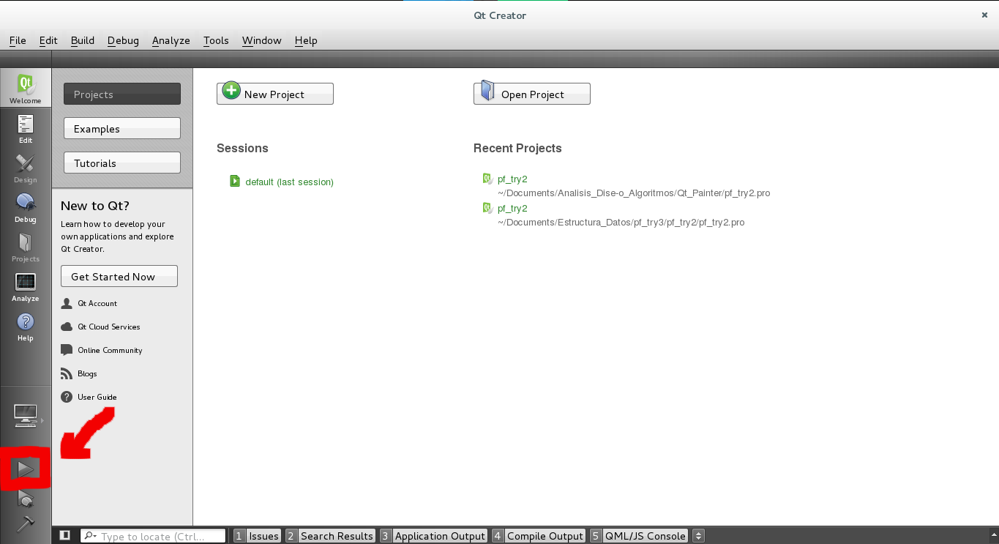 Qt Creator
File Edit Build Debug Analyze Tools Window Help
Qt
Welcome
Edit
Design
Debug
Projects
Analyze
Help
Projects
Examples
Tutorials
New to Qt?
Learn how to develop your
own applications and explore
Qt Creator.
Get Started Now
Qt Account
Qt Cloud Services
Online Community
Blogs
User Guide
New Project
Open Project
Sessions
default (last session)
Recent Projects
pf_try2
~/Documents/Analisis_Dise-o_Algoritmos/Qt_Painter/pf_try2.pro
pf_try2
~/Documents/Estructura_Datos/pf_try3/pf_try2/pf_try2.pro
Type to locate (Ctrl... 1 Issues 2 Search Results 3 Application Output 4 Compile Output 5 QML/JS Console